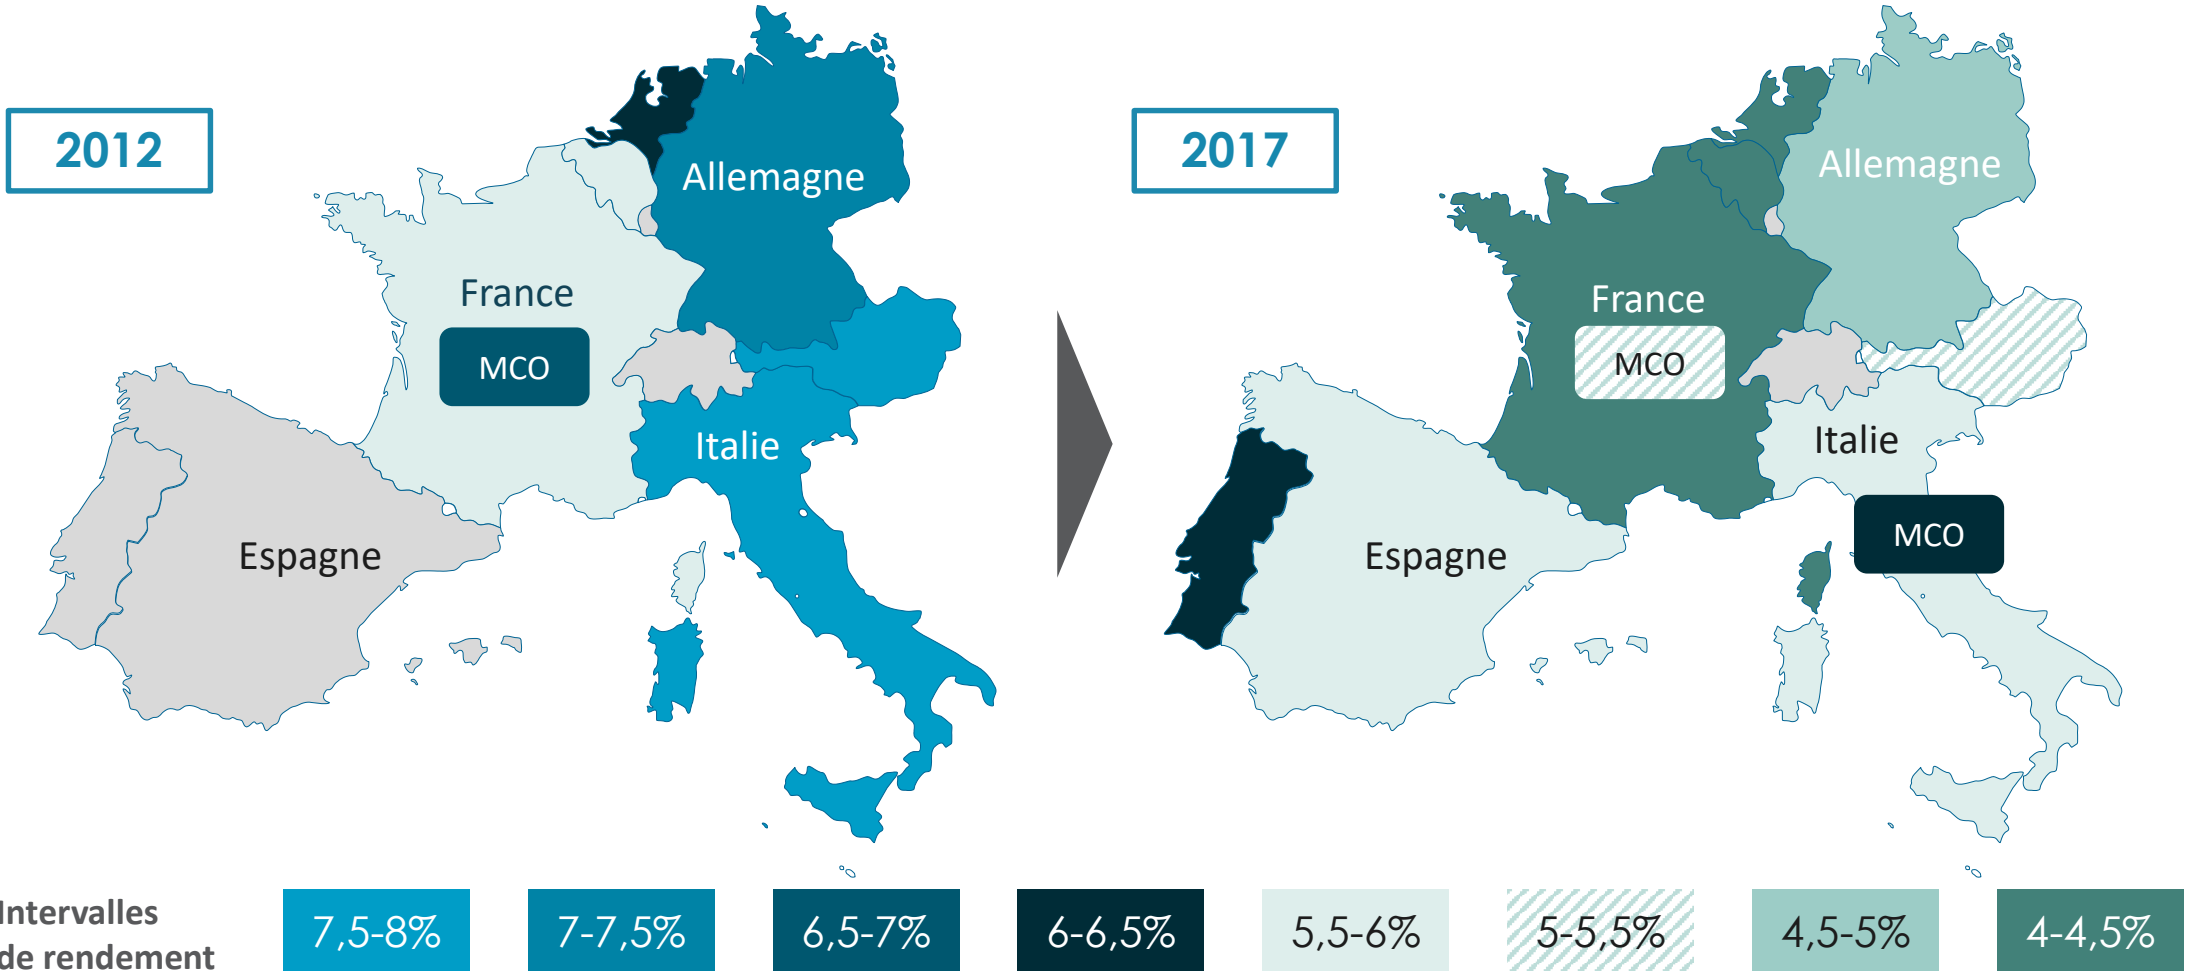 2012
Allemagne
France
MCO
Italie
Espagne
2017
Allemagne
France
MCO
Italie
MCO
Espagne
Intervalles
de rendement
7,5-8%
7-7,5%
6,5-7%
6-6,5%
5,5-6%
5-5,5%
4,5-5%
4-4,5%